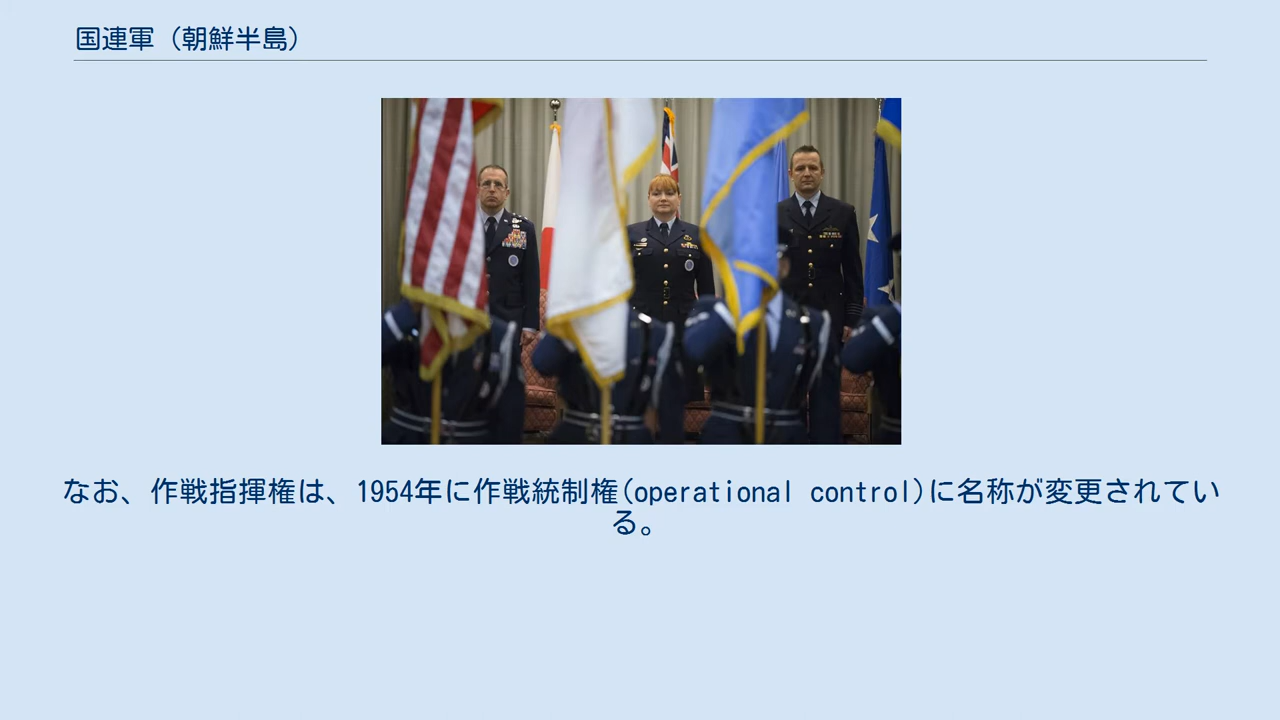 国連軍（朝鮮半島）
なお、作戦指揮権は、1954年に作戦統制権(operational control)に名称が変更されてい
る。